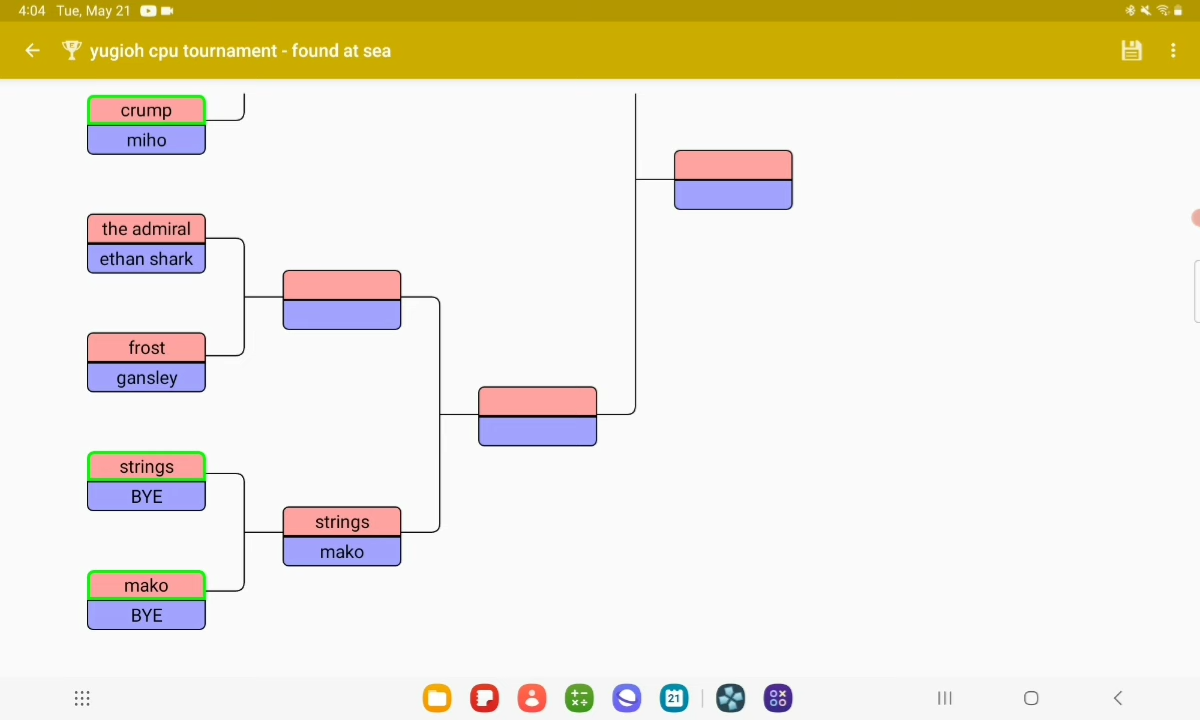 4:04 Tue, May 21
yugioh cpu tournament - found at sea
crump
miho
the admiral
ethan shark
frost
gansley
strings
BYE
strings
mako
mako
BYE
21